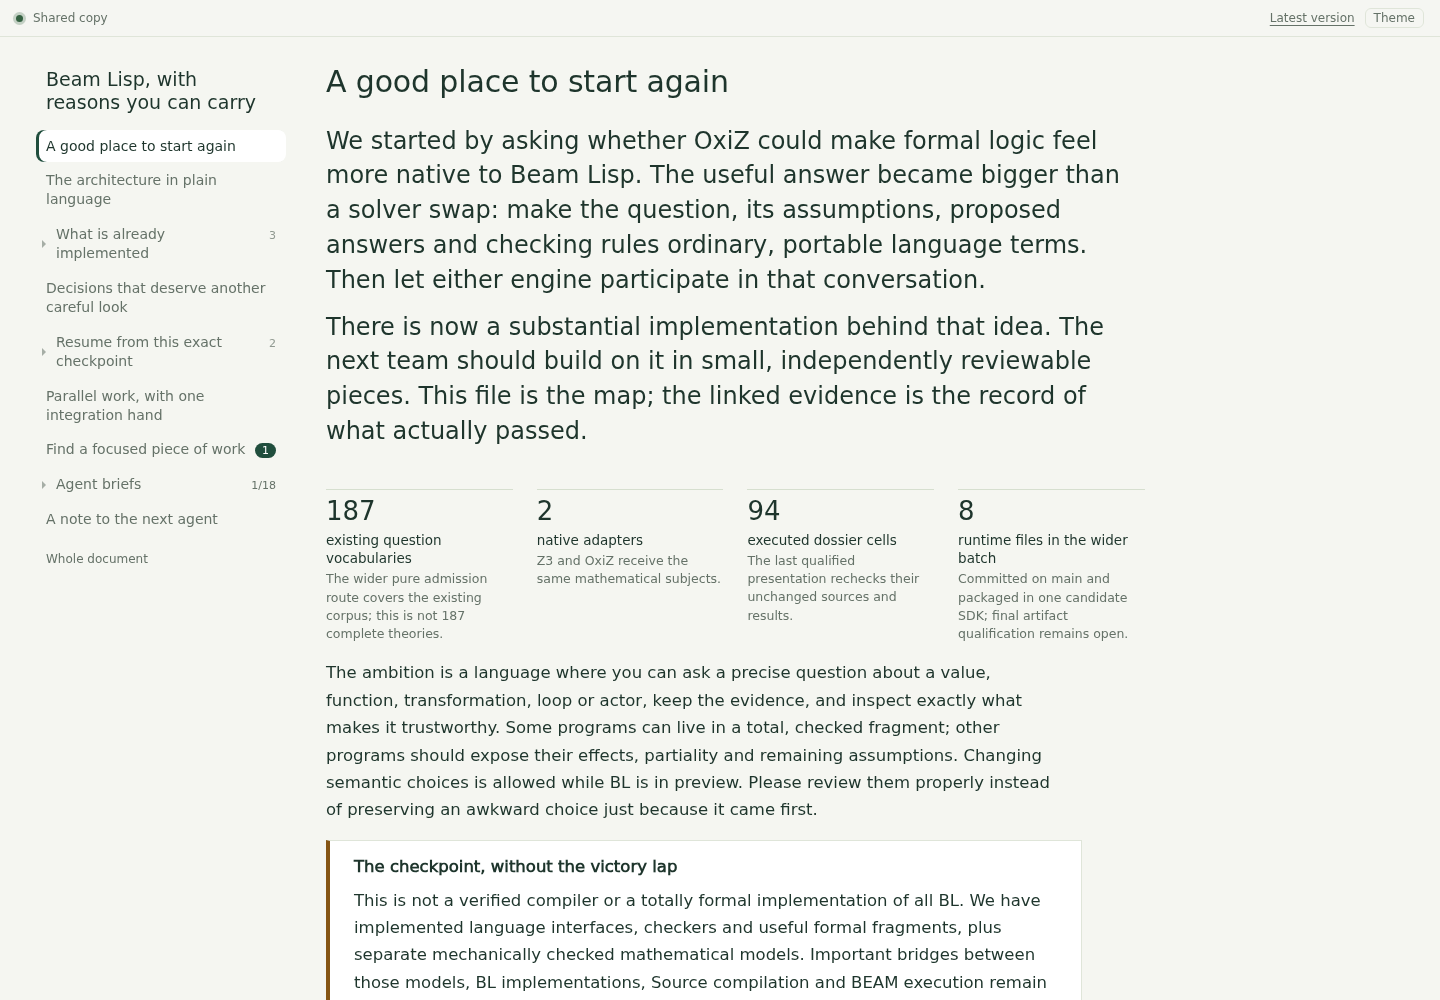 Shared copy
Latest version
Theme
Beam Lisp, with
reasons you can carry
A good place to start again
The architecture in plain
language
What is already
implemented
3
Decisions that deserve another
careful look
Resume from this exact
checkpoint
2
Parallel work, with one
integration hand
Find a focused piece of work
1
Agent briefs
1/18
A note to the next agent
Whole document
A good place to start again
We started by asking whether OxiZ could make formal logic feel
more native to Beam Lisp. The useful answer became bigger than
a solver swap: make the question, its assumptions, proposed
answers and checking rules ordinary, portable language terms.
Then let either engine participate in that conversation.
There is now a substantial implementation behind that idea. The
next team should build on it in small, independently reviewable
pieces. This file is the map; the linked evidence is the record of
what actually passed.
187
existing question
vocabularies
The wider pure admission
route covers the existing
corpus; this is not 187
complete theories.
2
native adapters
Z3 and OxiZ receive the
same mathematical subjects.
94
executed dossier cells
The last qualified
presentation rechecks their
unchanged sources and
results.
8
runtime files in the wider
batch
Committed on main and
packaged in one candidate
SDK; final artifact
qualification remains open.
The ambition is a language where you can ask a precise question about a value,
function, transformation, loop or actor, keep the evidence, and inspect exactly what
makes it trustworthy. Some programs can live in a total, checked fragment; other
programs should expose their effects, partiality and remaining assumptions. Changing
semantic choices is allowed while BL is in preview. Please review them properly instead
of preserving an awkward choice just because it came first.
The checkpoint, without the victory lap
This is not a verified compiler or a totally formal implementation of all BL. We have
implemented language interfaces, checkers and useful formal fragments, plus
separate mechanically checked mathematical models. Important bridges between
those models, BL implementations, Source compilation and BEAM execution remain